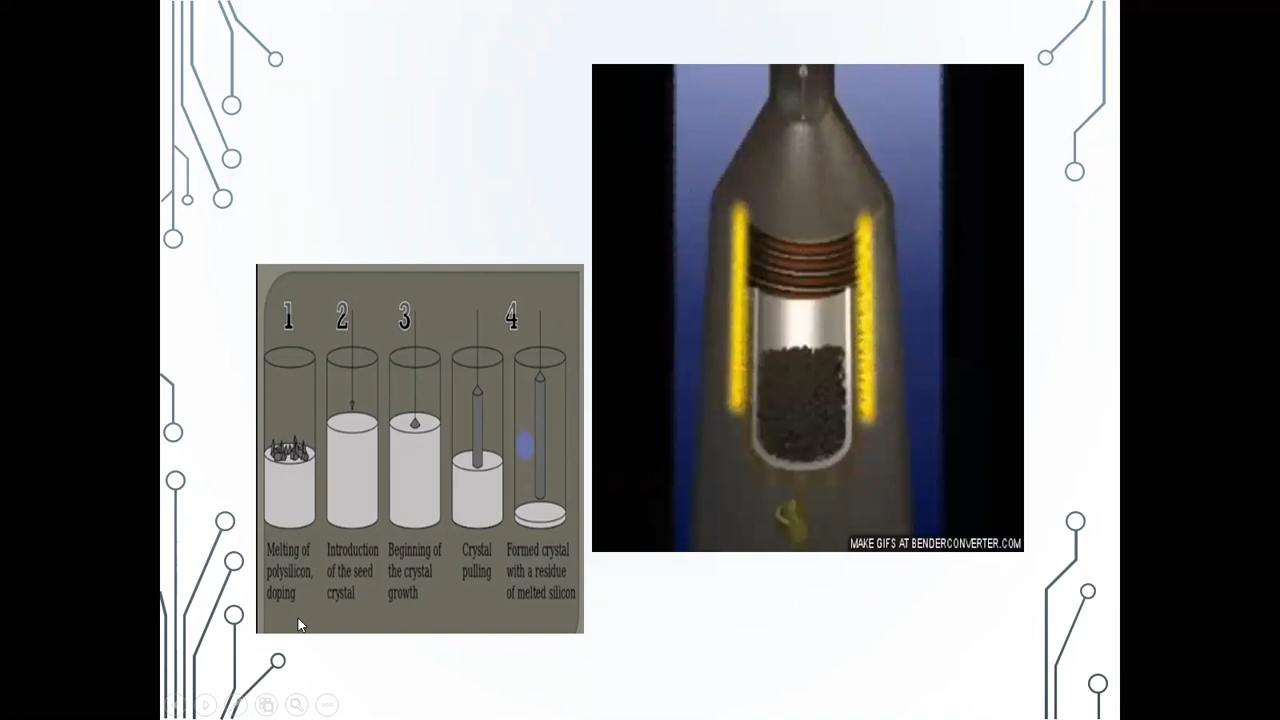 1
2
3
4
Melting of
polysilicon,
doping
Introduction
of the seed
crystal
Beginning of
the crystal
growth
Crystal
pulling
Formed crystal
with a residue
of melted silicon
MAKE GIFS AT BENDERCONVERTER.COM